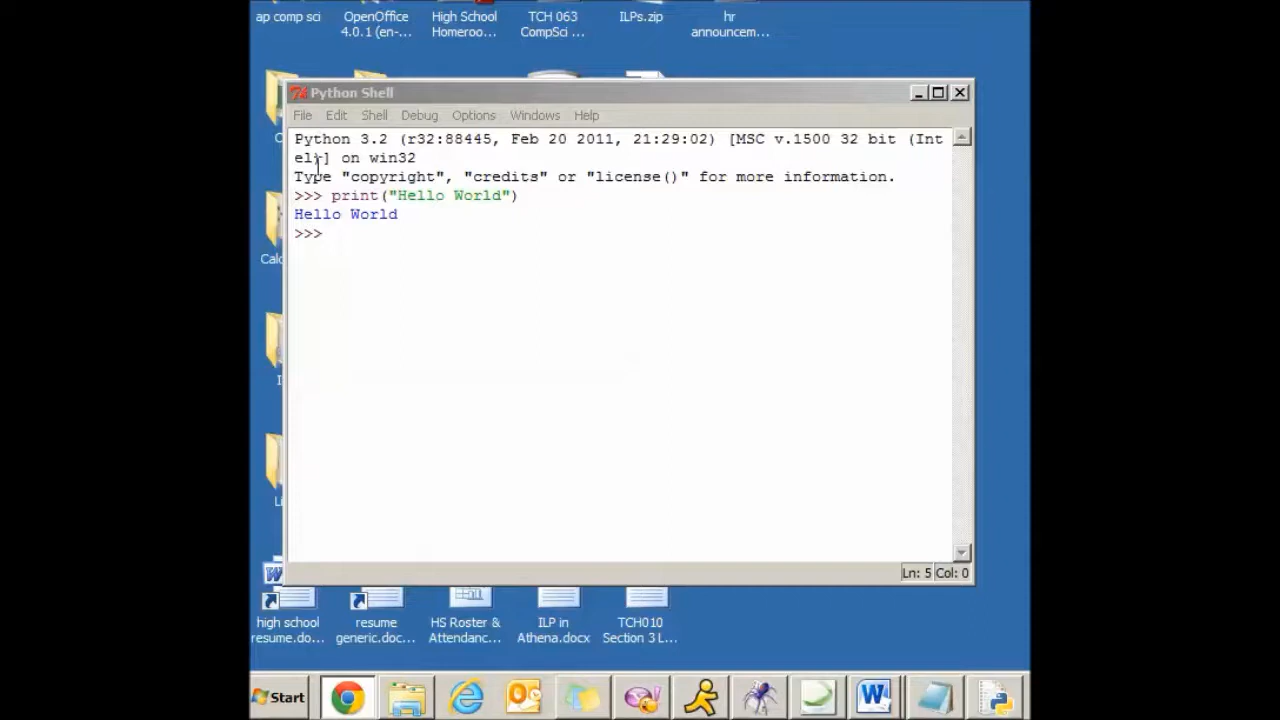 ap comp sci
OpenOffice
4.0.1 (en-...
High School
Homeroo...
TCH 063
CompSci ...
ILPs.zip
hr
announcem...
Python Shell
File Edit Shell Debug Options Windows Help
Python 3.2 (r32:88445, Feb 20 2011, 21:29:02) [MSC v.1500 32 bit (Int
el)] on win32
Type "copyright", "credits" or "license()" for more information.
>>> print("Hello World")
Hello World
>>>
Calc
Ln: 5 Col: 0
high school
resume.do...
resume
generic.doc...
HS Roster &
Attendanc...
ILP in
Athena.docx
TCH010
Section 3 L...
Start